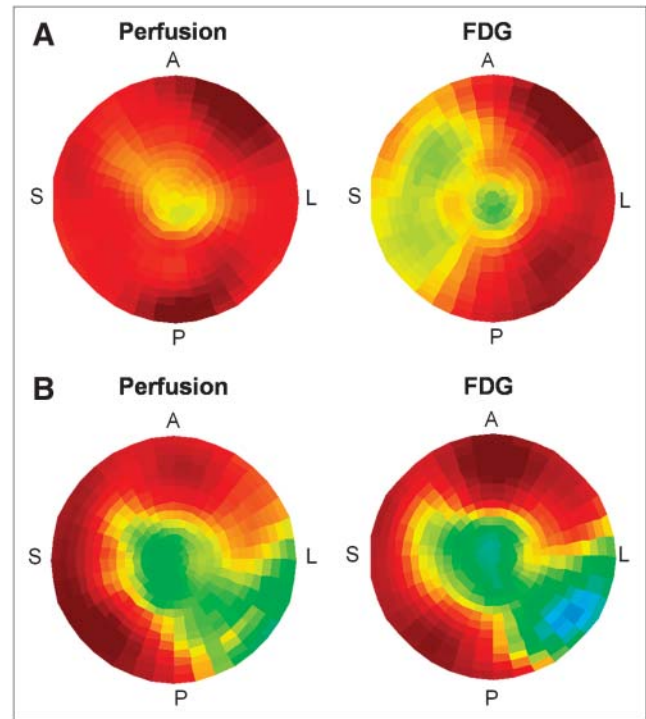 A Perfusion FDG
A A
S L S L
P P
B Perfusion FDG
A A
S L S L
P P